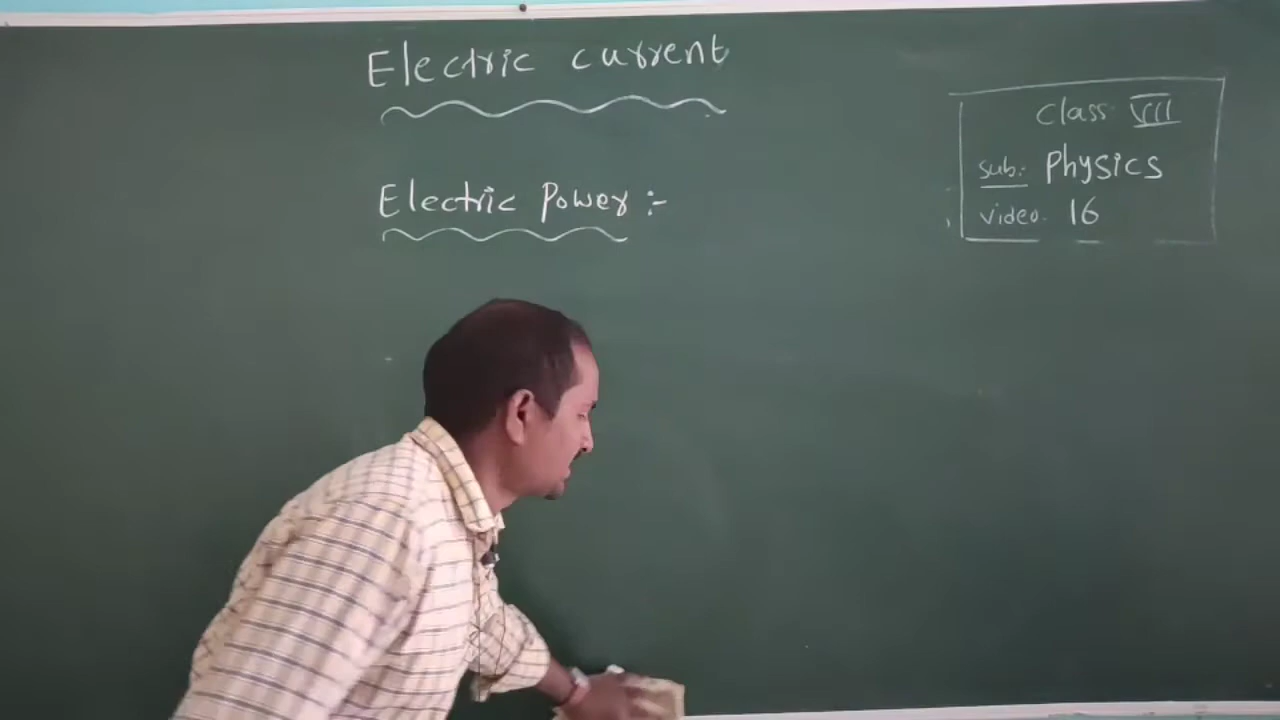 Electric current
Electric Power :-
Class VIII
sub:- Physics
video. 16